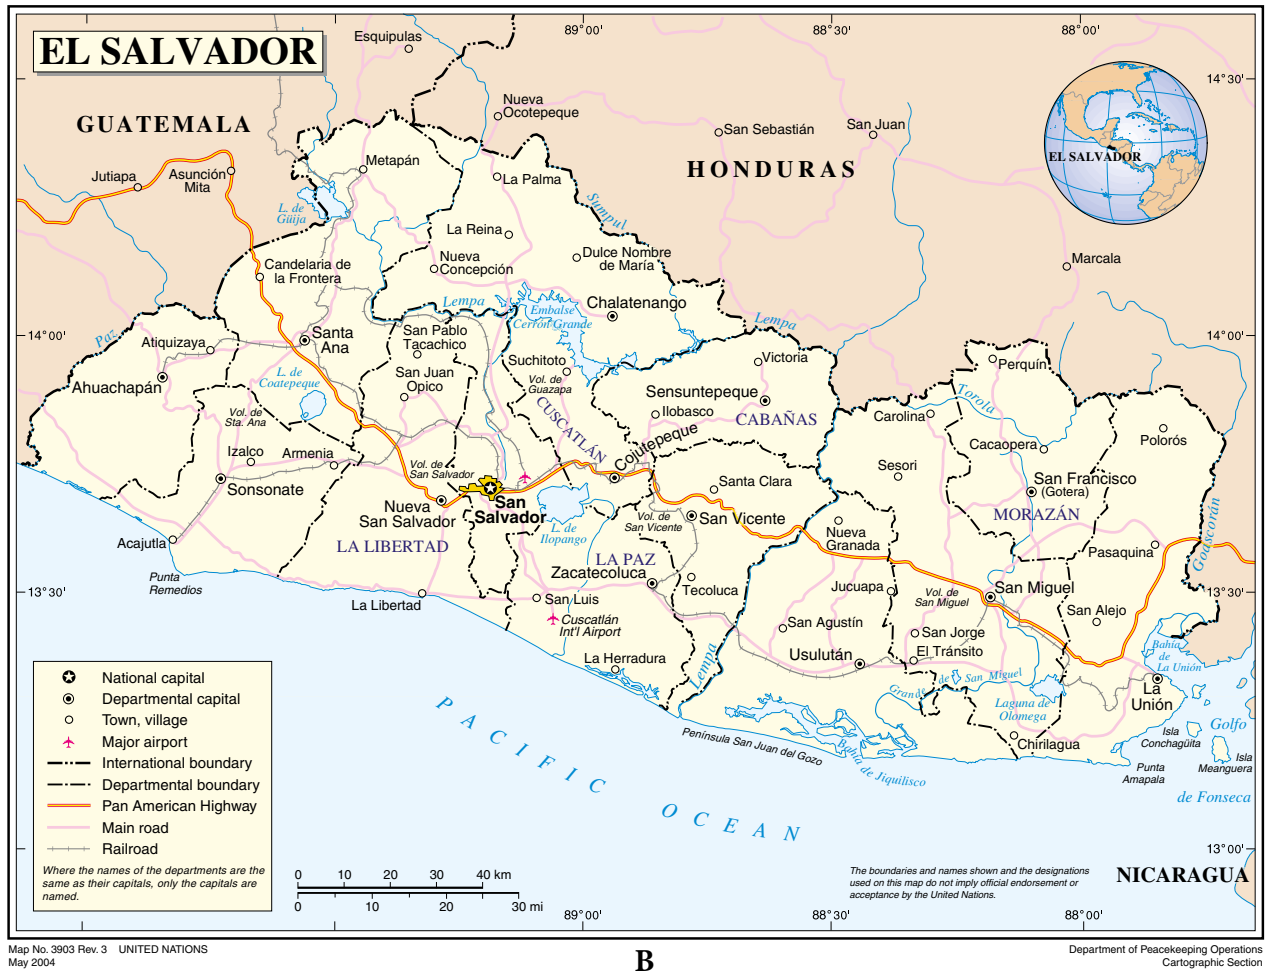 EL SALVADOR
Esquipulas
89°00'
88°30'
88°00'
14°30'
14°30'
GUATEMALA
Nueva
Ocotepeque
San Sebastián
San Juan
HONDURAS
EL SALVADOR
Jutiapa
Asunción
Mita
Metapán
La Palma
L. de
Güija
Sumpul
La Reina
Dulce Nombre
de María
Nueva
Concepción
Candelaria de
la Frontera
Marcala
Lempa
Embalse
Cerrón Grande
Chalatenango
Lempa
14°00'
14°00'
Paz
Atiquizaya
Santa
Ana
San Pablo
Tacachico
Suchitoto
Victoria
Perquín
Ahuachapán
L. de
Coatepeque
San Juan
Opico
Vol. de
Guazapa
Sensuntepeque
Torola
Vol. de
Sta. Ana
CUSCATLÁN
Ilobasco
CABAÑAS
Carolina
Cacaopera
Polorós
Izalco
Armenia
Cojutepeque
Vol. de
San Salvador
Sesori
San Francisco
(Gotera)
Sonsonate
Santa Clara
MORAZÁN
Nueva
San Salvador
San
Salvador
L. de
Ilopango
Vol. de
San Vicente
San Vicente
Nueva
Granada
Goascorán
Acajutla
LA LIBERTAD
LA PAZ
Pasaquina
Punta
Remedios
Zacatecoluca
Tecoluca
Jucuapa
Vol. de
San Miguel
San Miguel
13°30'
13°30'
La Libertad
San Luis
San Alejo
Cuscatlán
Int'l Airport
San Agustín
San Jorge
El Tránsito
Bahía
de
La Unión
La Herradura
Lempa
Usulután
Grande de San Miguel
La
Unión
Laguna de
Olomega
Golfo
Isla
Conchagüita
Isla
Meanguera
Península San Juan del Gozo
Bahía de Jiquilisco
Chirilagua
Punta
Amapala
de Fonseca
PACIFIC OCEAN
National capital
Departmental capital
Town, village
Major airport
International boundary
Departmental boundary
Pan American Highway
Main road
Railroad
Where the names of the departments are the
same as their capitals, only the capitals are
named.
0 10 20 30 40 km
0 10 20 30 mi
The boundaries and names shown and the designations
used on this map do not imply official endorsement or
acceptance by the United Nations.
13°00'
NICARAGUA
89°00'
88°30'
88°00'
Map No. 3903 Rev. 3 UNITED NATIONS
May 2004
B
Department of Peacekeeping Operations
Cartographic Section